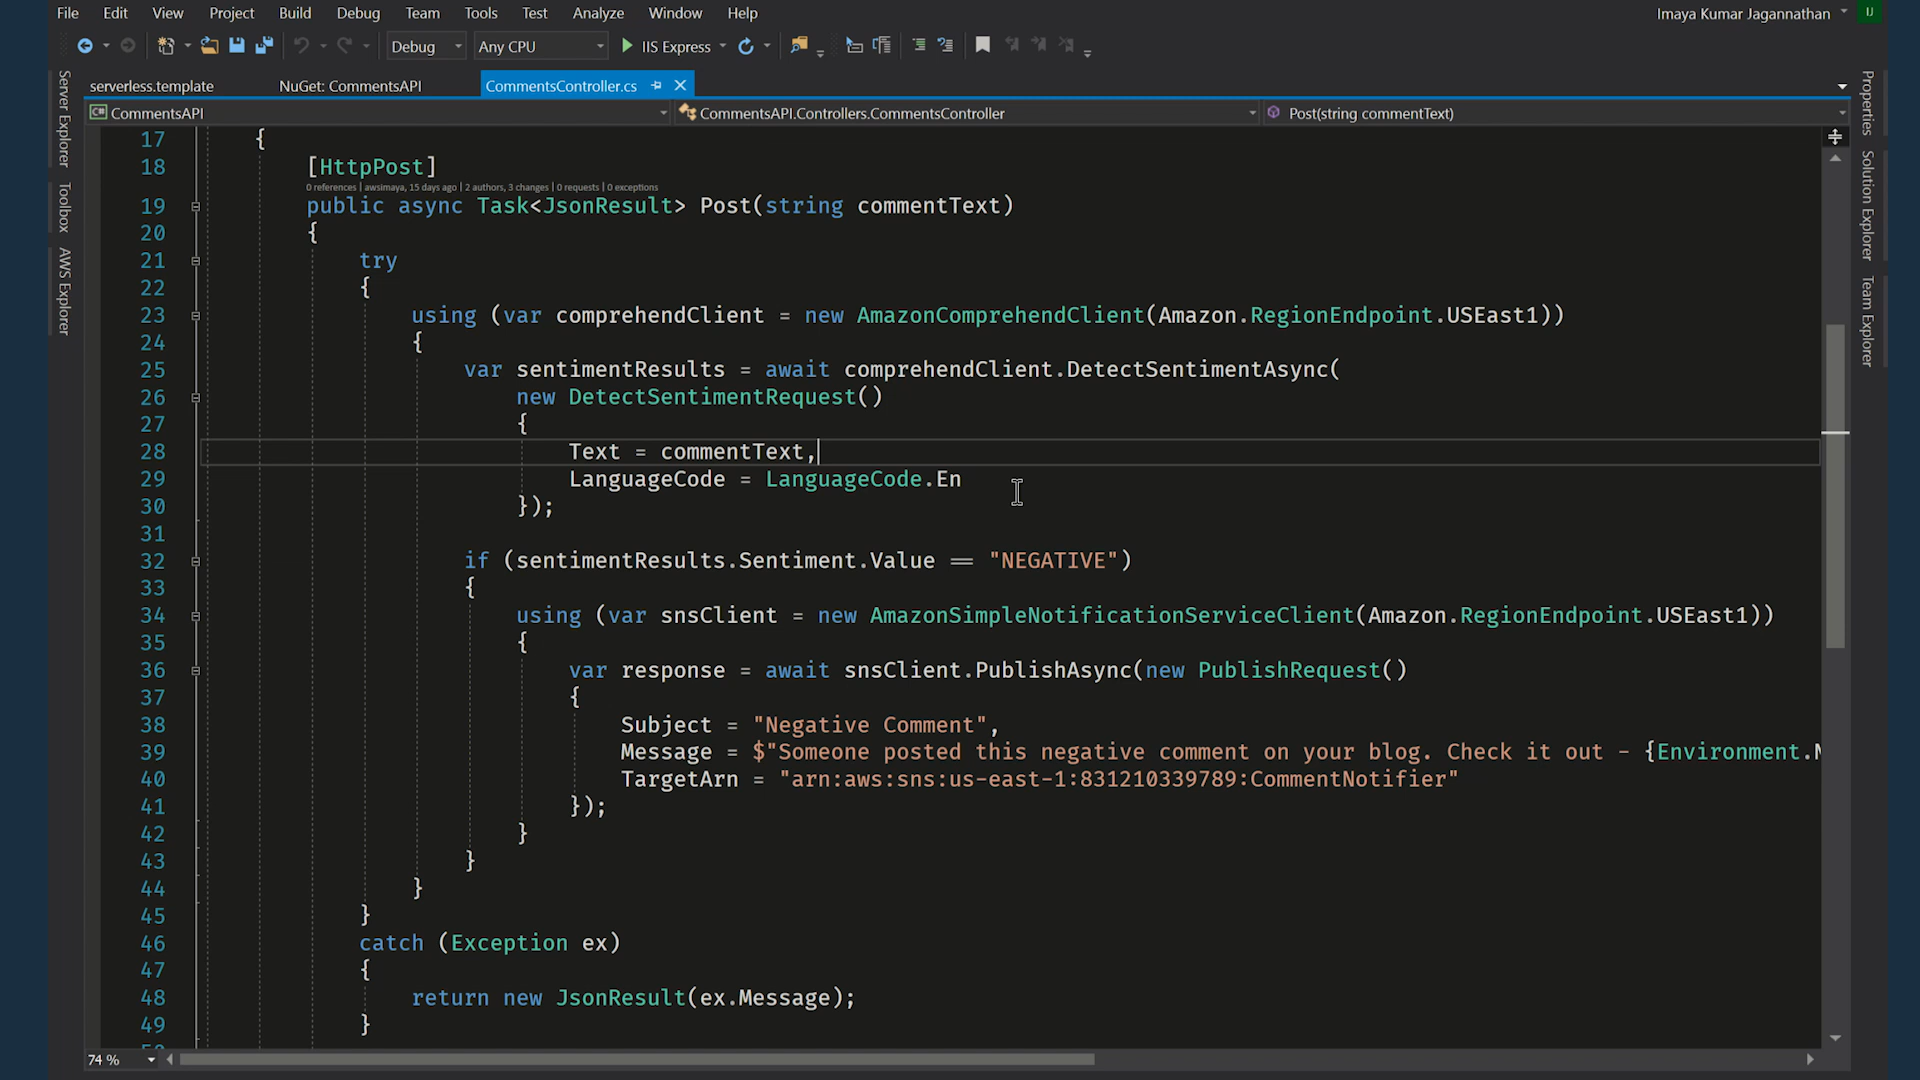 File Edit View Project Build Debug Team Tools Test Analyze Window Help Imaya Kumar Jagannathan IJ
Debug Any CPU IIS Express
serverless.template NuGet: CommentsAPI CommentsController.cs
CommentsAPI CommentsAPI.Controllers.CommentsController Post(string commentText)
Server Explorer
Toolbox
AWS Explorer
Properties
Solution Explorer
Team Explorer
17 {
18 [HttpPost]
0 references | awsimaya, 15 days ago | 2 authors, 3 changes | 0 requests | 0 exceptions
19 public async Task<JsonResult> Post(string commentText)
20 {
21 try
22 {
23 using (var comprehendClient = new AmazonComprehendClient(Amazon.RegionEndpoint.USEast1))
24 {
25 var sentimentResults = await comprehendClient.DetectSentimentAsync(
26 new DetectSentimentRequest()
27 {
28 Text = commentText,
29 LanguageCode = LanguageCode.En
30 });
31
32 if (sentimentResults.Sentiment.Value == "NEGATIVE")
33 {
34 using (var snsClient = new AmazonSimpleNotificationServiceClient(Amazon.RegionEndpoint.USEast1))
35 {
36 var response = await snsClient.PublishAsync(new PublishRequest()
37 {
38 Subject = "Negative Comment",
39 Message = $"Someone posted this negative comment on your blog. Check it out - {Environment.
40 TargetArn = "arn:aws:sns:us-east-1:831210339789:CommentNotifier"
41 });
42 }
43 }
44 }
45 }
46 catch (Exception ex)
47 {
48 return new JsonResult(ex.Message);
49 }
74 %